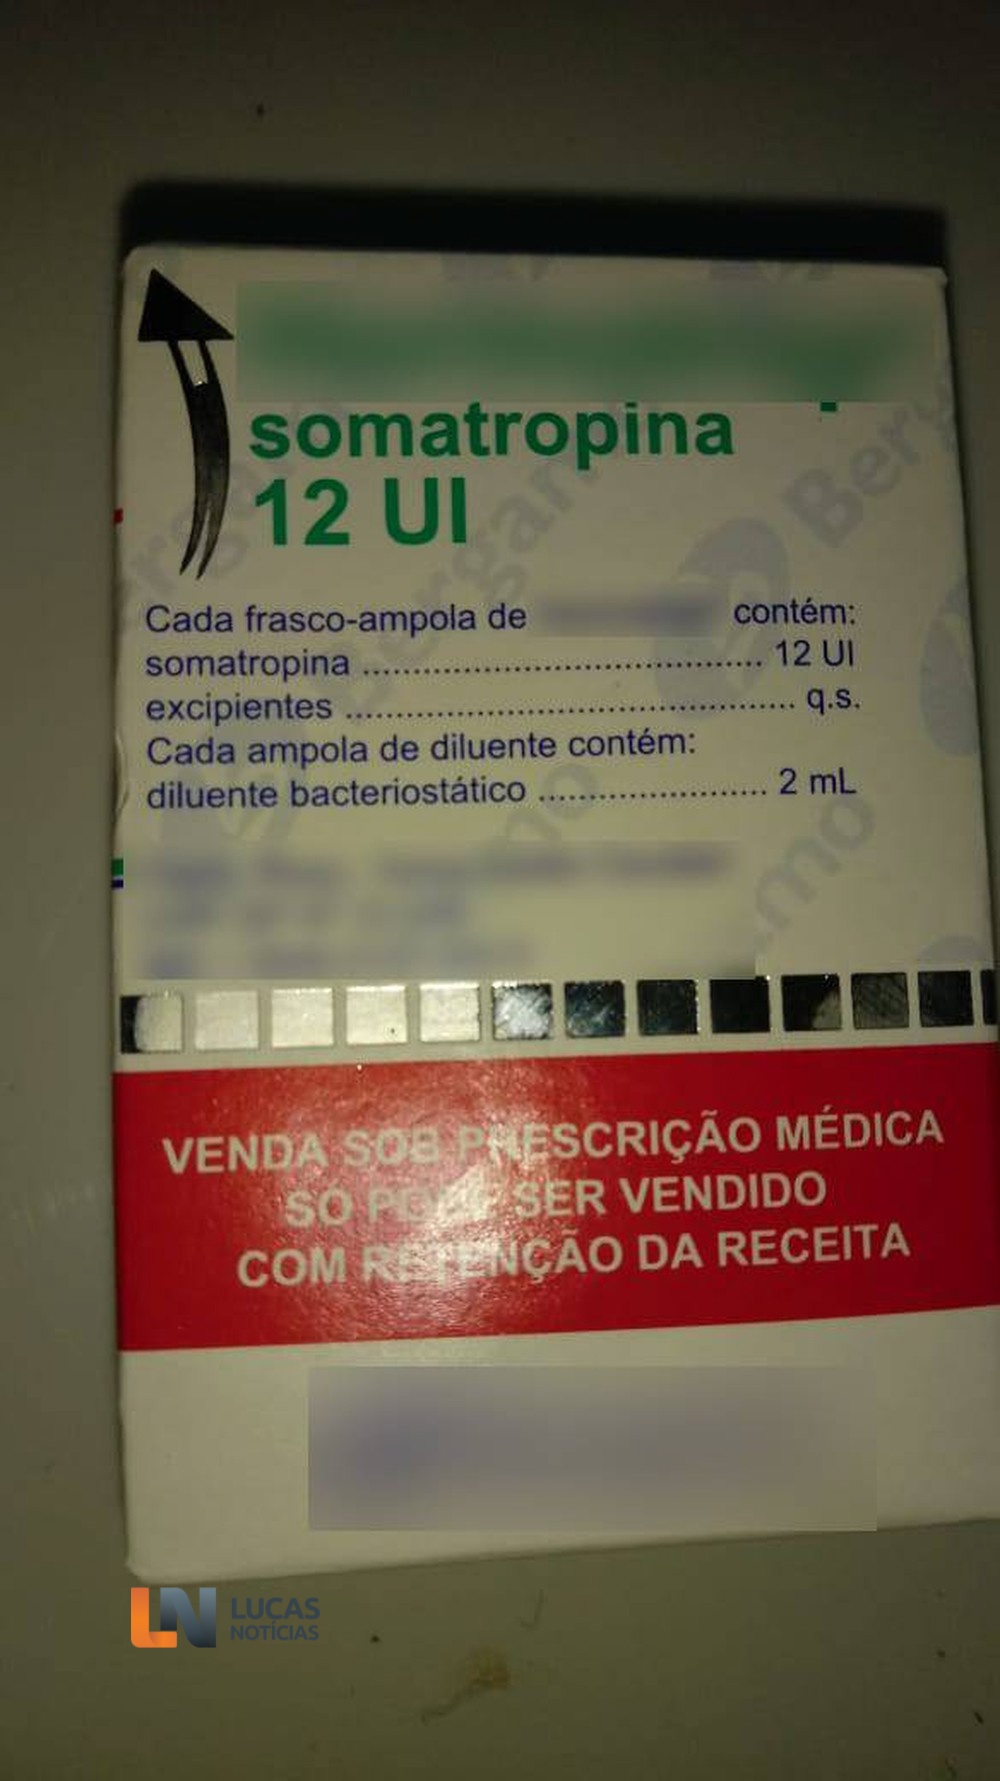 somatropina
12 UI
Cada frasco-ampola de contém:
somatropina ........................................ 12 UI
excipientes ............................................. q.s.
Cada ampola de diluente contém:
diluente bacteriostático ....................... 2 mL
VENDA SOB PRESCRIÇÃO MÉDICA
SÓ PODE SER VENDIDO
COM RETENÇÃO DA RECEITA
LN LUCAS
NOTÍCIAS